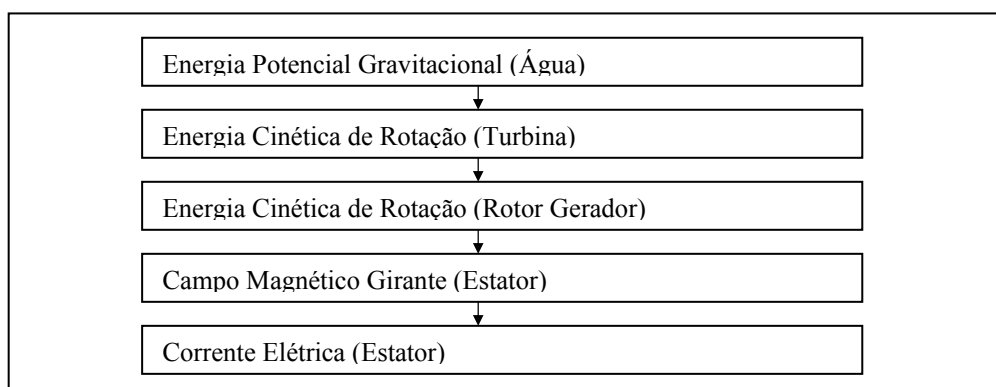 Energia Potencial Gravitacional (Água)
Energia Cinética de Rotação (Turbina)
Energia Cinética de Rotação (Rotor Gerador)
Campo Magnético Girante (Estator)
Corrente Elétrica (Estator)